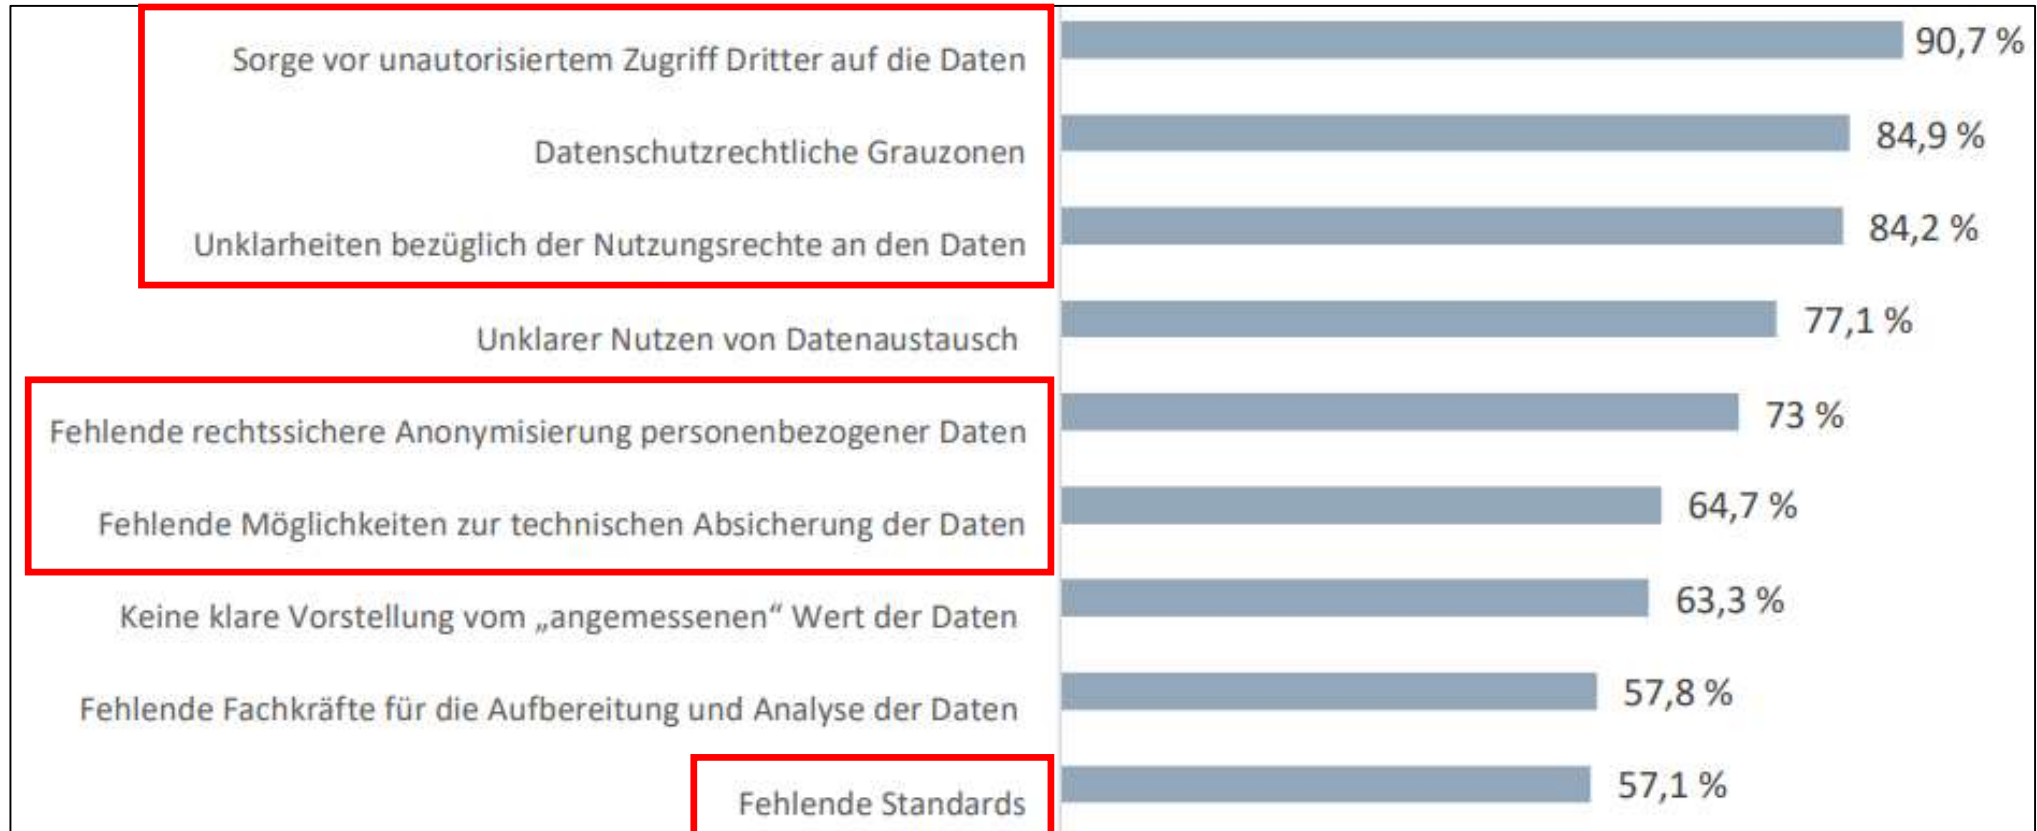 Sorge vor unautorisiertem Zugriff Dritter auf die Daten 90,7 %
Datenschutzrechtliche Grauzonen 84,9 %
Unklarheiten bezüglich der Nutzungsrechte an den Daten 84,2 %
Unklarer Nutzen von Datenaustausch 77,1 %
Fehlende rechtssichere Anonymisierung personenbezogener Daten 73 %
Fehlende Möglichkeiten zur technischen Absicherung der Daten 64,7 %
Keine klare Vorstellung vom „angemessenen“ Wert der Daten 63,3 %
Fehlende Fachkräfte für die Aufbereitung und Analyse der Daten 57,8 %
Fehlende Standards 57,1 %